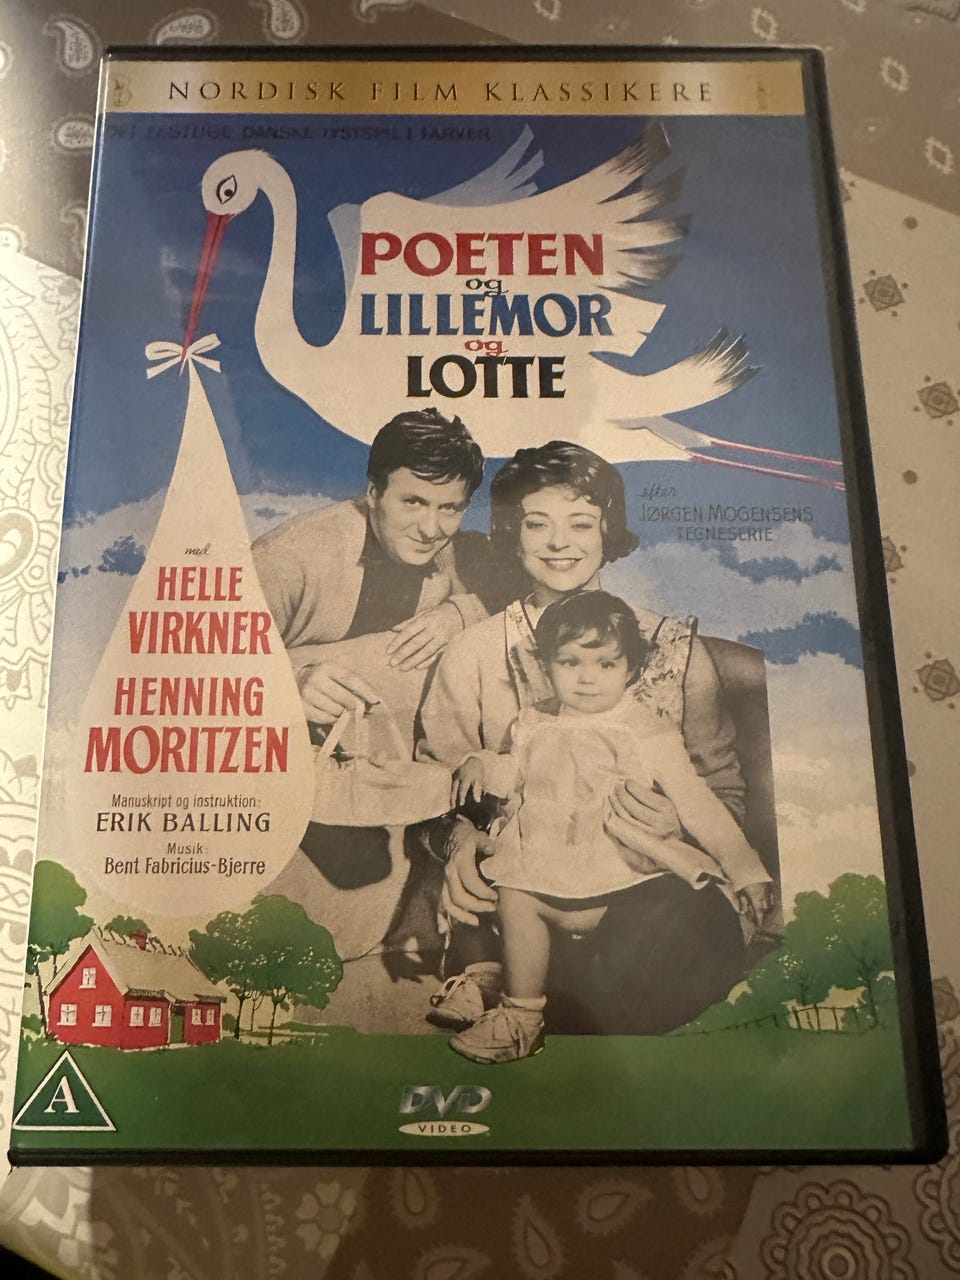 NORDISK FILM KLASSIKERE
DET FESTLIGE DANSKE LYSTSPIL I FARVER
POETEN
og
LILLEMOR
og
LOTTE
efter
JØRGEN MOGENSENS
TEGNESERIE
med
HELLE
VIRKNER
HENNING
MORITZEN
Manuskript og instruktion:
ERIK BALLING
Musik:
Bent Fabricius-Bjerre
A
DVD
VIDEO